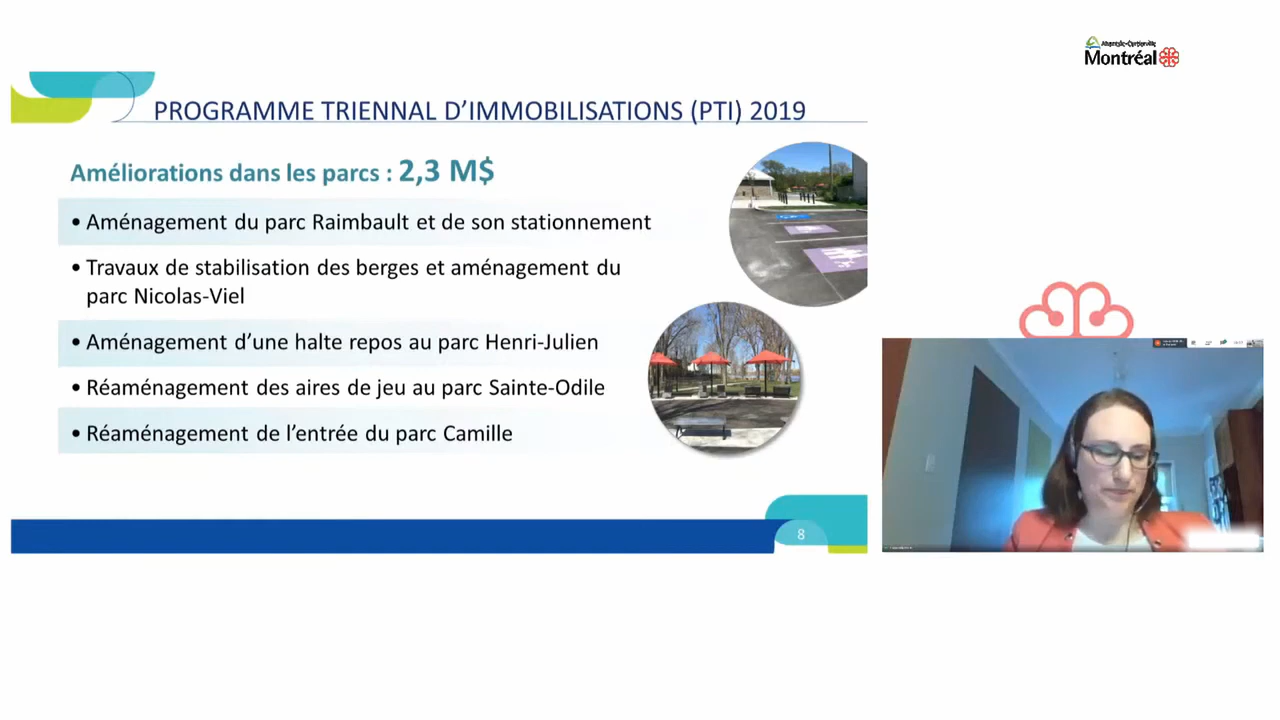 Ahuntsic-Cartierville
Montréal
PROGRAMME TRIENNAL D'IMMOBILISATIONS (PTI) 2019
Améliorations dans les parcs : 2,3 M$
• Aménagement du parc Raimbault et de son stationnement
• Travaux de stabilisation des berges et aménagement du
parc Nicolas-Viel
• Aménagement d'une halte repos au parc Henri-Julien
• Réaménagement des aires de jeu au parc Sainte-Odile
• Réaménagement de l'entrée du parc Camille
8